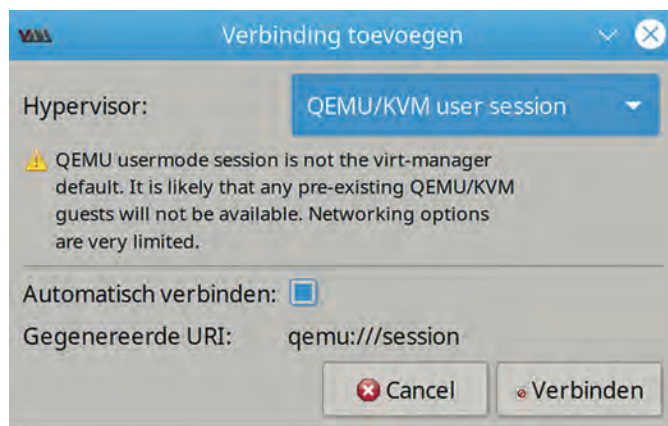 Verbinding toevoegen
Hypervisor:
QEMU/KVM user session
QEMU usermode session is not the virt-manager
default. It is likely that any pre-existing QEMU/KVM
guests will not be available. Networking options
are very limited.
Automatisch verbinden:
Gegenereerde URI: qemu:///session
Cancel
Verbinden